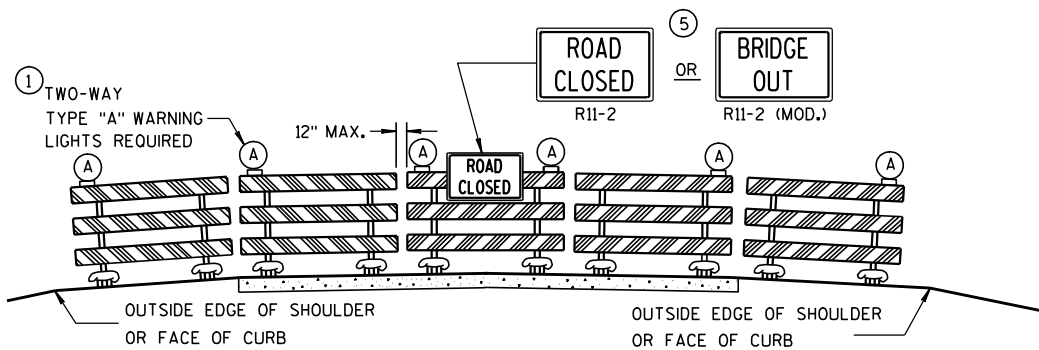 5
ROAD
CLOSED
R11-2
OR
BRIDGE
OUT
R11-2 (MOD.)
1
TWO-WAY
TYPE "A" WARNING
LIGHTS REQUIRED
12" MAX.
A
A
A
A
A
A
ROAD
CLOSED
OUTSIDE EDGE OF SHOULDER
OR FACE OF CURB
OUTSIDE EDGE OF SHOULDER
OR FACE OF CURB